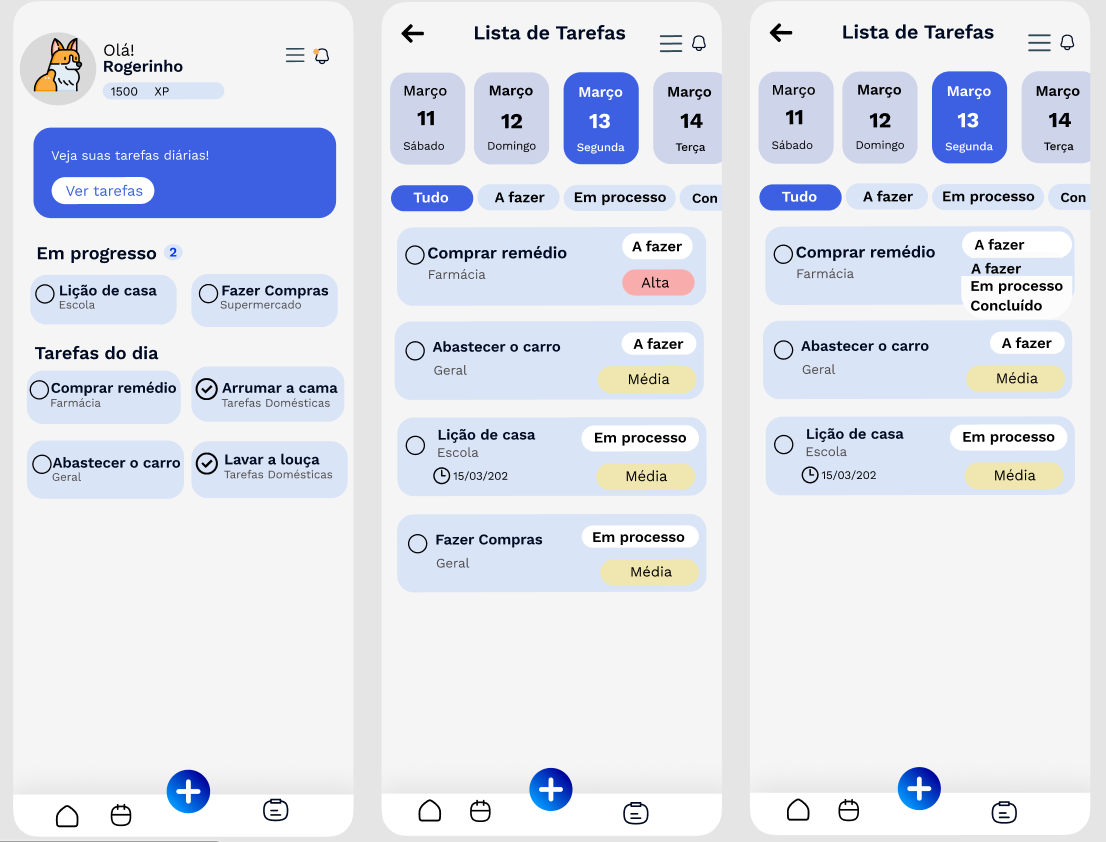 Olá!
Rogerinho
1500 XP
Veja suas tarefas diárias!
Ver tarefas
Em progresso 2
Lição de casa
Escola
Fazer Compras
Supermercado
Tarefas do dia
Comprar remédio
Farmácia
Arrumar a cama
Tarefas Domésticas
Abastecer o carro
Geral
Lavar a louça
Tarefas Domésticas
Lista de Tarefas
Março
11
Sábado
Março
12
Domingo
Março
13
Segunda
Março
14
Terça
Tudo
A fazer
Em processo
Con
Comprar remédio
Farmácia
A fazer
Alta
Abastecer o carro
Geral
A fazer
Média
Lição de casa
Escola
15/03/202
Em processo
Média
Fazer Compras
Geral
Em processo
Média
Lista de Tarefas
Março
11
Sábado
Março
12
Domingo
Março
13
Segunda
Março
14
Terça
Tudo
A fazer
Em processo
Con
Comprar remédio
Farmácia
A fazer
A fazer
Em processo
Concluído
Abastecer o carro
Geral
A fazer
Média
Lição de casa
Escola
15/03/202
Em processo
Média